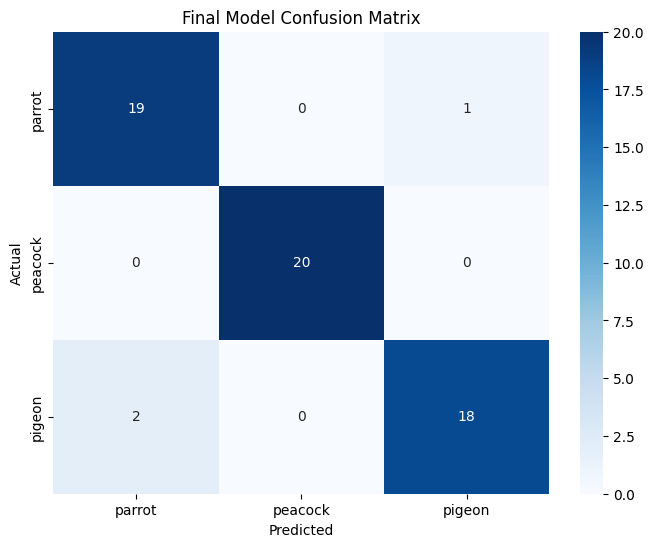 Final Model Confusion Matrix
Actual
parrot
19
0
1
peacock
0
20
0
pigeon
2
0
18
parrot
peacock
pigeon
Predicted
20.0
17.5
15.0
12.5
10.0
7.5
5.0
2.5
0.0